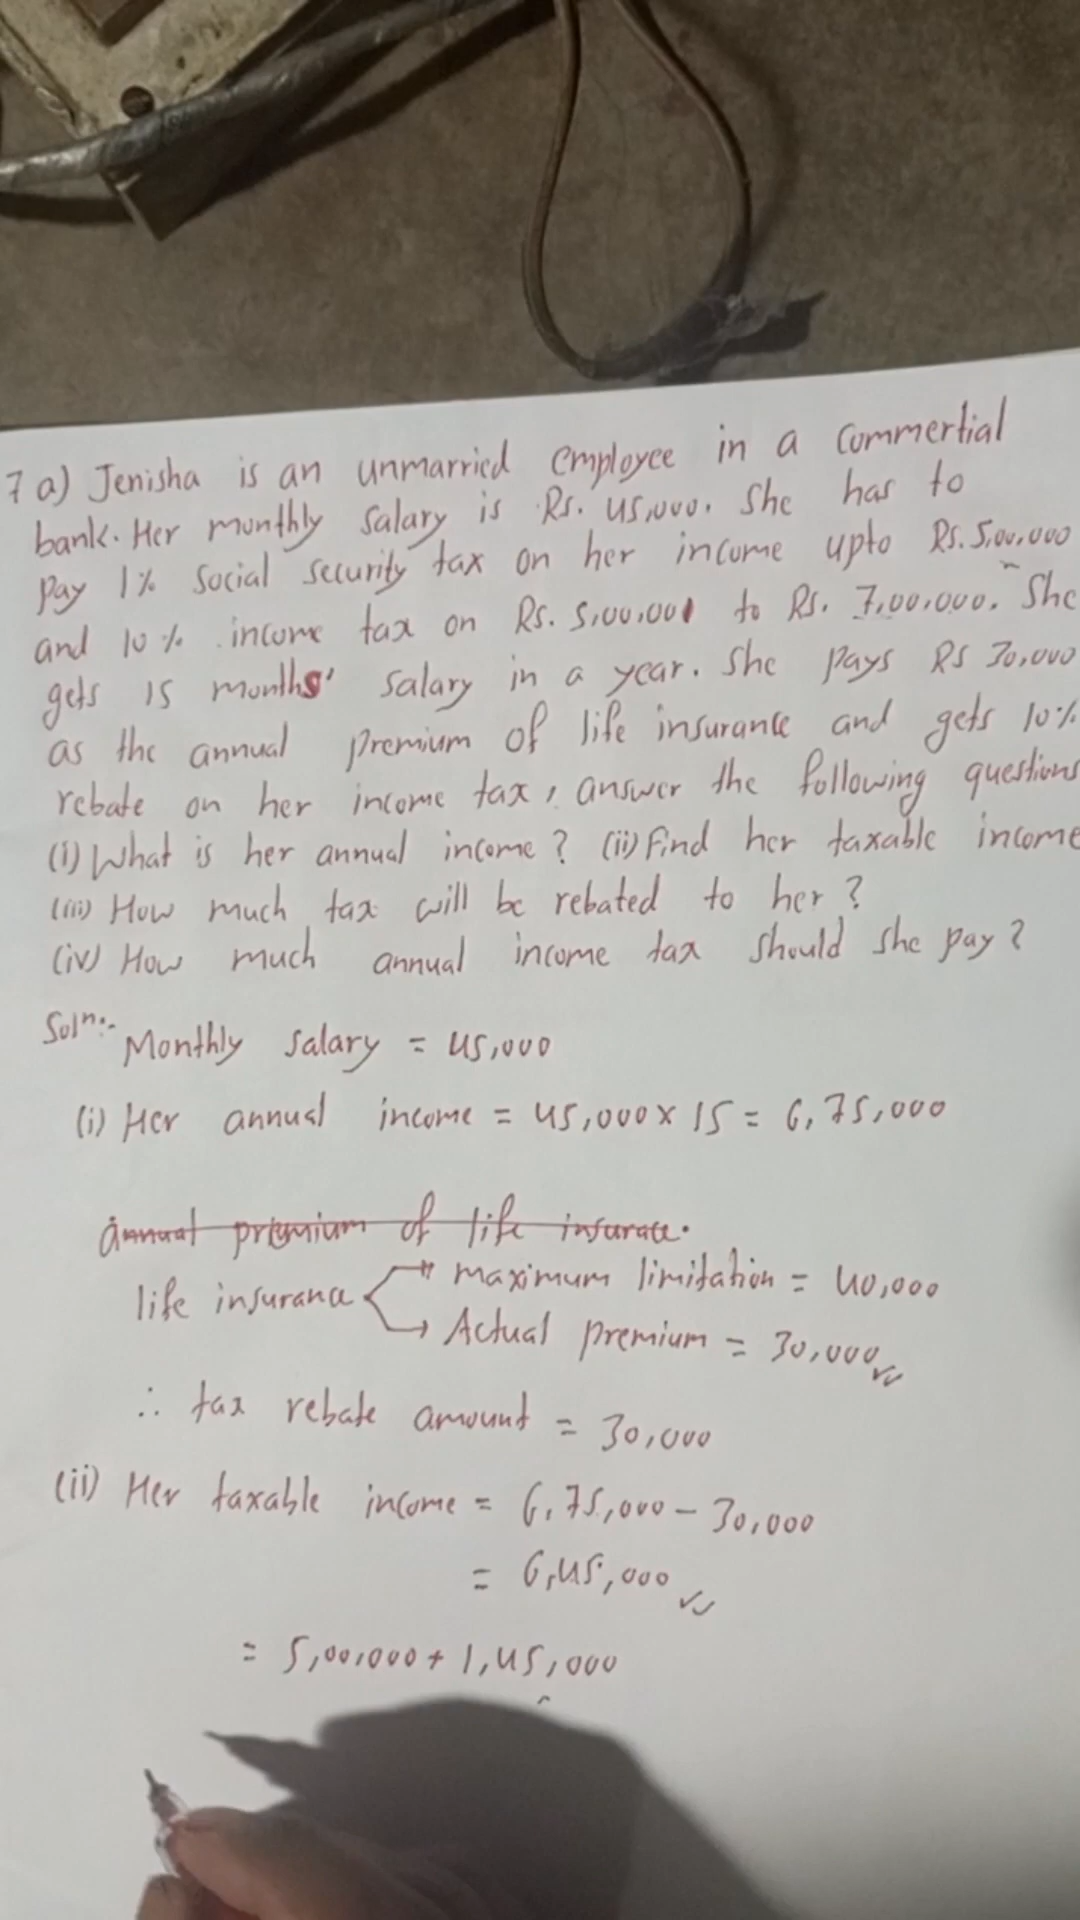 7 a) Jenisha is an unmarried employee in a commertial
bank. Her monthly salary is Rs. 45,000. She has to
pay 1% social security tax on her income upto Rs. 5,00,000
and 10% income tax on Rs. 5,00,001 to Rs. 7,00,000. She
gets 15 months' salary in a year. She pays RS 30,000
as the annual premium of life insurance and gets 10%
rebate on her income tax, answer the following questions
(i) What is her annual income? (ii) Find her taxable income
(iii) How much tax will be rebated to her?
(iv) How much annual income tax should she pay?
Soln:- Monthly salary = 45,000
(i) Her annual income = 45,000 x 15 = 6,75,000
annual premium of life insurace.
life insurance → maximum limitation = 40,000
→ Actual premium = 30,000
∴ tax rebate amount = 30,000
(ii) Her taxable income = 6,75,000 - 30,000
= 6,45,000
= 5,00,000 + 1,45,000